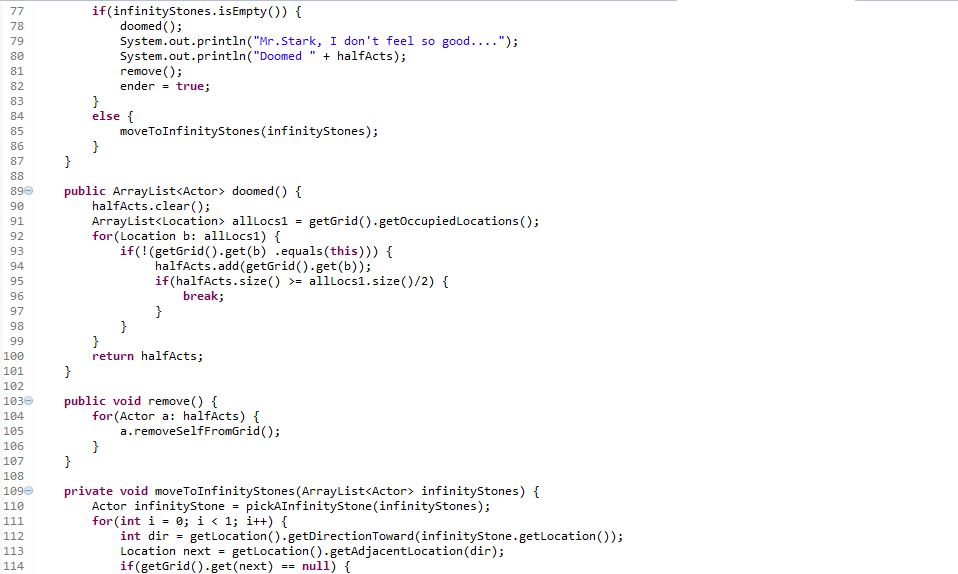 77 if(infinityStones.isEmpty()) {
78 doomed();
79 System.out.println("Mr.Stark, I don't feel so good....");
80 System.out.println("Doomed " + halfActs);
81 remove();
82 ender = true;
83 }
84 else {
85 moveToInfinityStones(infinityStones);
86 }
87 }
88
89 public ArrayList<Actor> doomed() {
90 halfActs.clear();
91 ArrayList<Location> allLocs1 = getGrid().getOccupiedLocations();
92 for(Location b: allLocs1) {
93 if(!(getGrid().get(b) .equals(this))) {
94 halfActs.add(getGrid().get(b));
95 if(halfActs.size() >= allLocs1.size()/2) {
96 break;
97 }
98 }
99 }
100 return halfActs;
101 }
102
103 public void remove() {
104 for(Actor a: halfActs) {
105 a.removeSelfFromGrid();
106 }
107 }
108
109 private void moveToInfinityStones(ArrayList<Actor> infinityStones) {
110 Actor infinityStone = pickAInfinityStone(infinityStones);
111 for(int i = 0; i < 1; i++) {
112 int dir = getLocation().getDirectionToward(infinityStone.getLocation());
113 Location next = getLocation().getAdjacentLocation(dir);
114 if(getGrid().get(next) == null) {